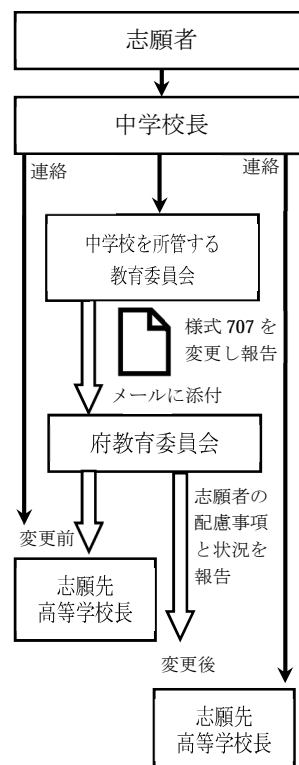 志願者
中学校長
連絡
連絡
中学校を所管する
教育委員会
様式 707 を
変更し報告
メールに添付
府教育委員会
志願者の
配慮事項
と状況を
報告
変更前
志願先
高等学校長
変更後
志願先
高等学校長